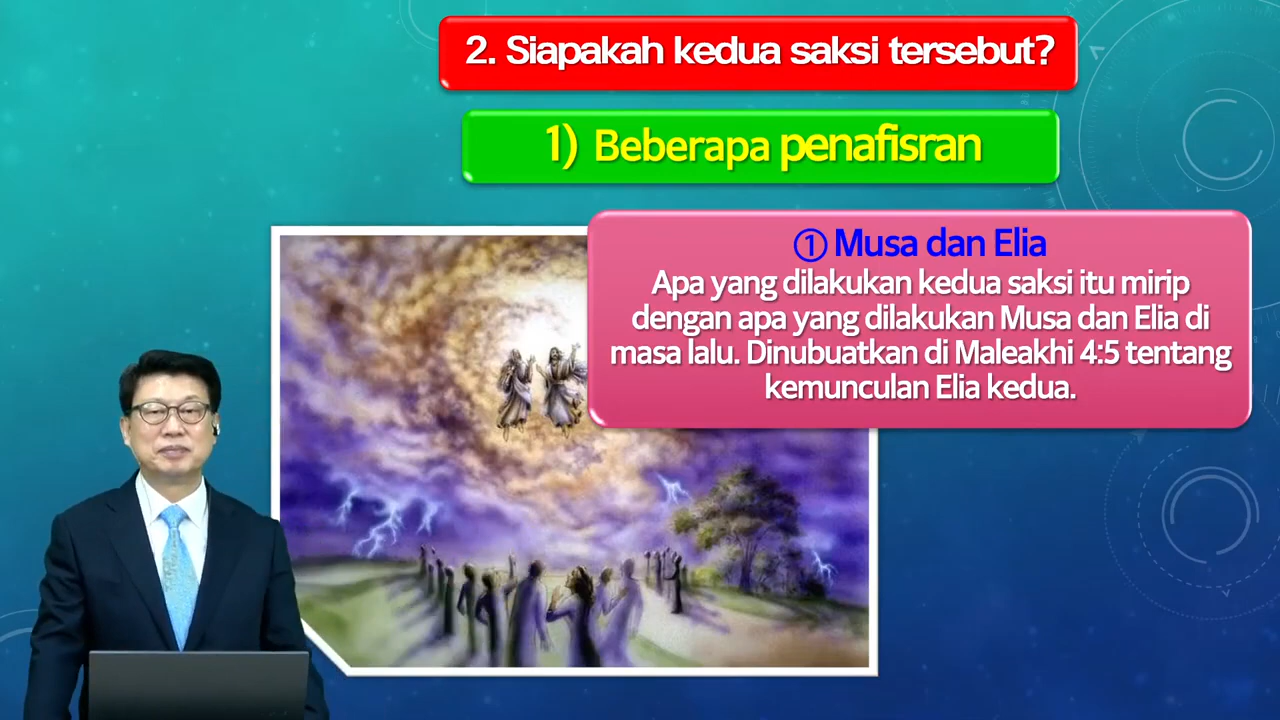 2. Siapakah kedua saksi tersebut?
1) Beberapa penafisran
① Musa dan Elia
Apa yang dilakukan kedua saksi itu mirip
dengan apa yang dilakukan Musa dan Elia di
masa lalu. Dinubuatkan di Maleakhi 4:5 tentang
kemunculan Elia kedua.